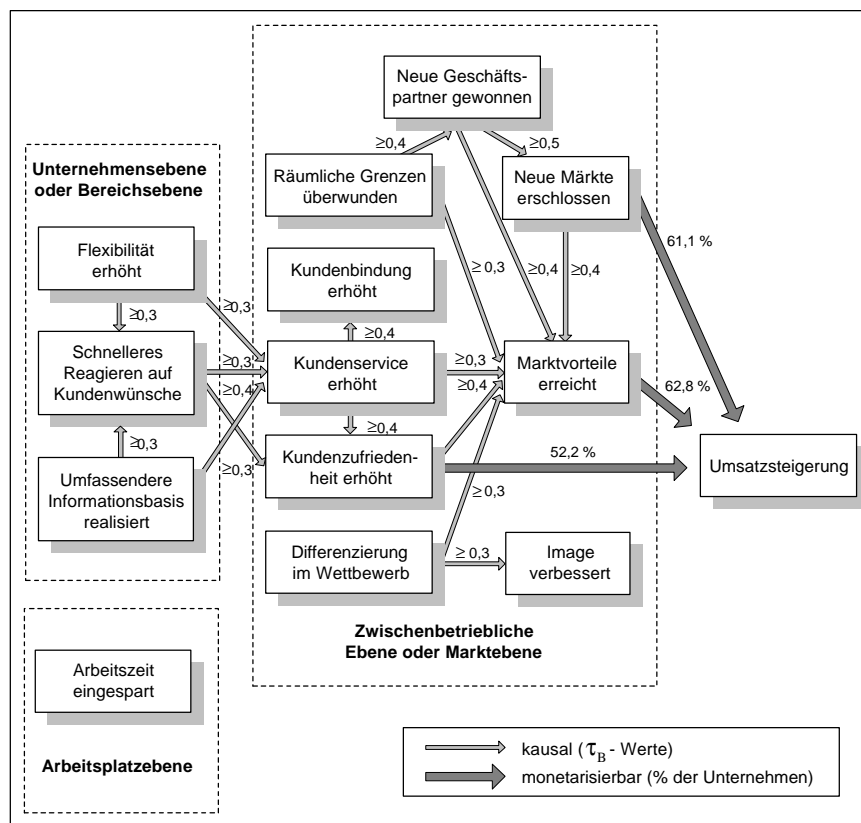 Neue Geschäfts-
partner gewonnen
≥0,4
≥0,5
Unternehmensebene
oder Bereichsebene
Räumliche Grenzen
überwunden
Neue Märkte
erschlossen
Flexibilität
erhöht
Kundenbindung
erhöht
≥ 0,3
≥0,4
≥0,4
61,1 %
≥0,3
≥0,3
≥0,4
Schnelleres
Reagieren auf
Kundenwünsche
≥0,3
≥0,4
Kundenservice
erhöht
≥0,3
≥0,4
Marktvorteile
erreicht
62,8 %
≥0,3
≥0,3
≥0,4
Umfassendere
Informationsbasis
realisiert
Kundenzufrieden-
heit erhöht
52,2 %
Umsatzsteigerung
≥ 0,3
Differenzierung
im Wettbewerb
≥ 0,3
Image
verbessert
Zwischenbetriebliche
Ebene oder Marktebene
Arbeitszeit
eingespart
Arbeitsplatzebene
kausal (τB - Werte)
monetarisierbar (% der Unternehmen)